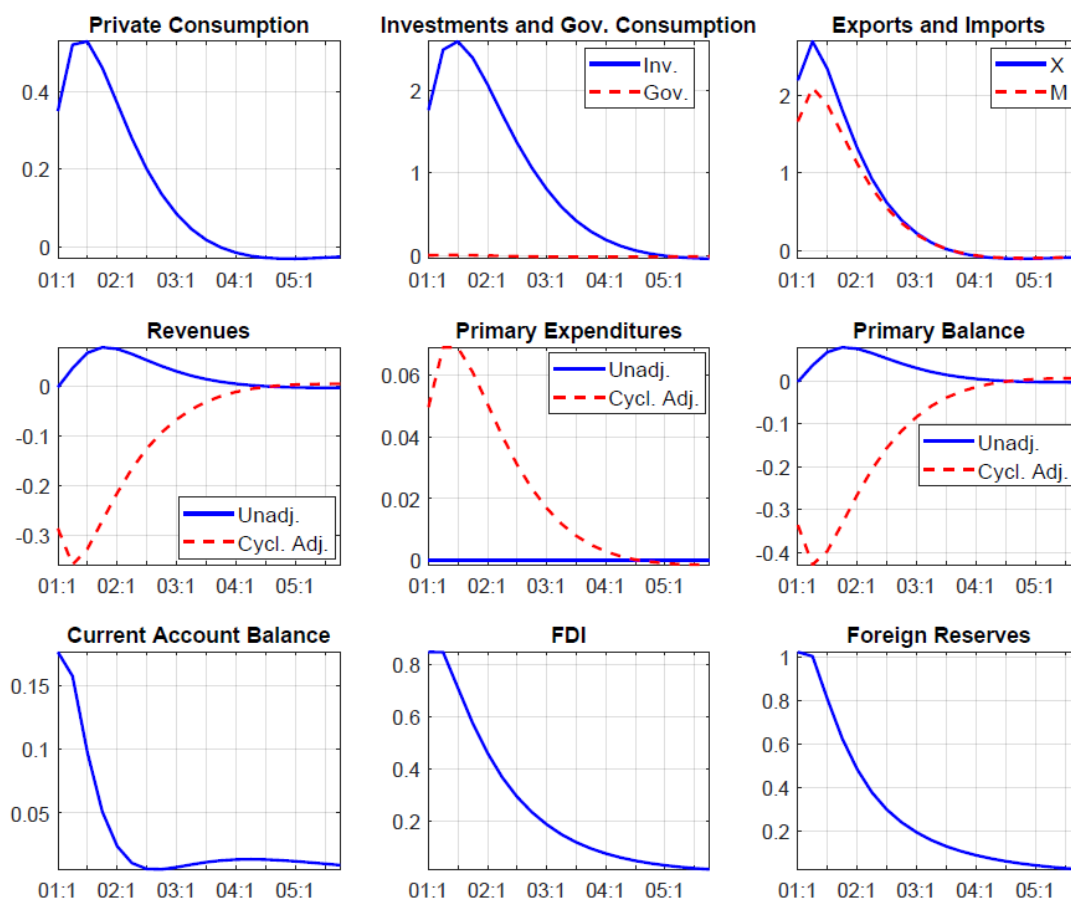 Private Consumption
Investments and Gov. Consumption
Exports and Imports
0.4
0.2
0
01:1 02:1 03:1 04:1 05:1
Inv.
Gov.
2
1
0
01:1 02:1 03:1 04:1 05:1
X
M
2
1
0
01:1 02:1 03:1 04:1 05:1
Revenues
Primary Expenditures
Primary Balance
0
-0.1
-0.2
-0.3
Unadj.
Cycl. Adj.
01:1 02:1 03:1 04:1 05:1
0.06
0.04
0.02
0
Unadj.
Cycl. Adj.
01:1 02:1 03:1 04:1 05:1
0
-0.1
-0.2
-0.3
-0.4
Unadj.
Cycl. Adj.
01:1 02:1 03:1 04:1 05:1
Current Account Balance
FDI
Foreign Reserves
0.15
0.1
0.05
01:1 02:1 03:1 04:1 05:1
0.8
0.6
0.4
0.2
01:1 02:1 03:1 04:1 05:1
1
0.8
0.6
0.4
0.2
01:1 02:1 03:1 04:1 05:1